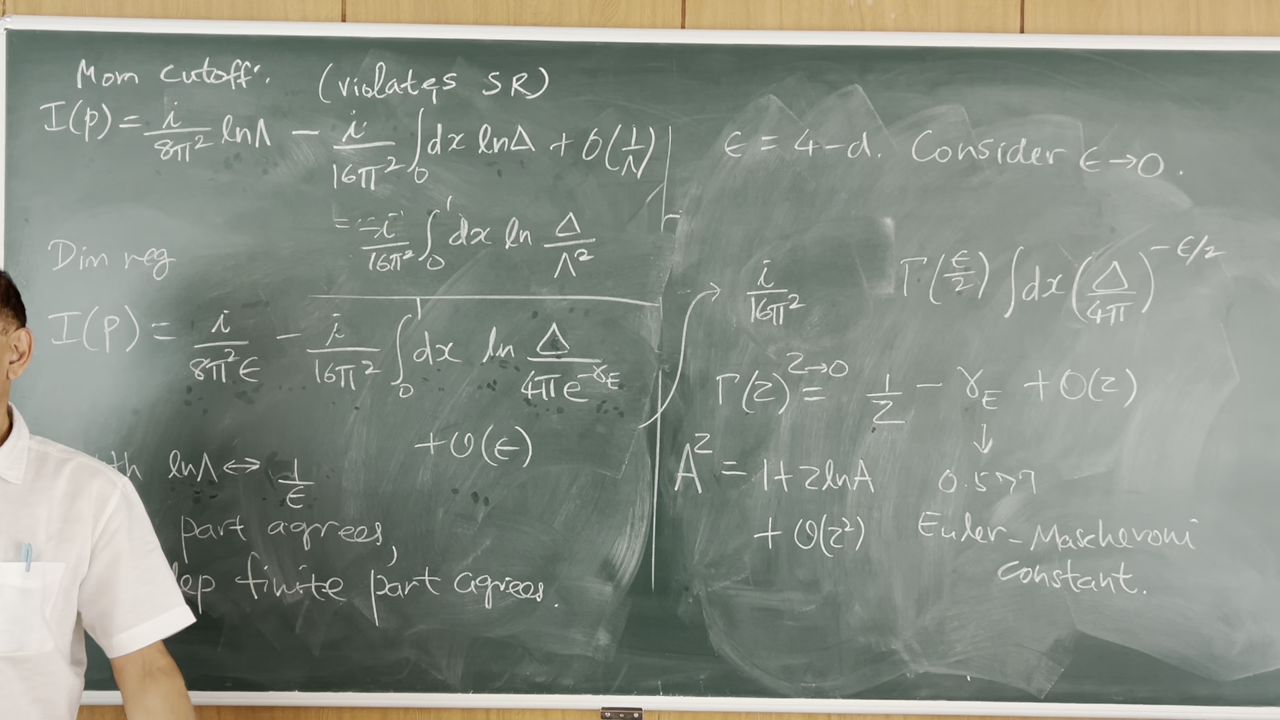 Mom cutoff: (violates SR)
I(p) = i/8π² lnΛ − i/16π² ∫₀ dx lnΔ + O(1/Λ)
= −i/16π² ∫₀¹ dx ln Δ/Λ²
Dim reg
I(p) = i/8π²ε − i/16π² ∫₀¹ dx ln Δ/4πe^{−γ_E}
+ O(ε)
lnΛ ⇔ 1/ε
part agrees,
finite part agrees.
ε = 4−d. Consider ε→0.
i/16π² Γ(ε/2) ∫dx (Δ/4π)^{−ε/2}
Γ(z) =^{z→0} 1/z − γ_E + O(z)
↓
A^z = 1 + z lnA 0.577
+ O(z²) Euler-Mascheroni
constant.